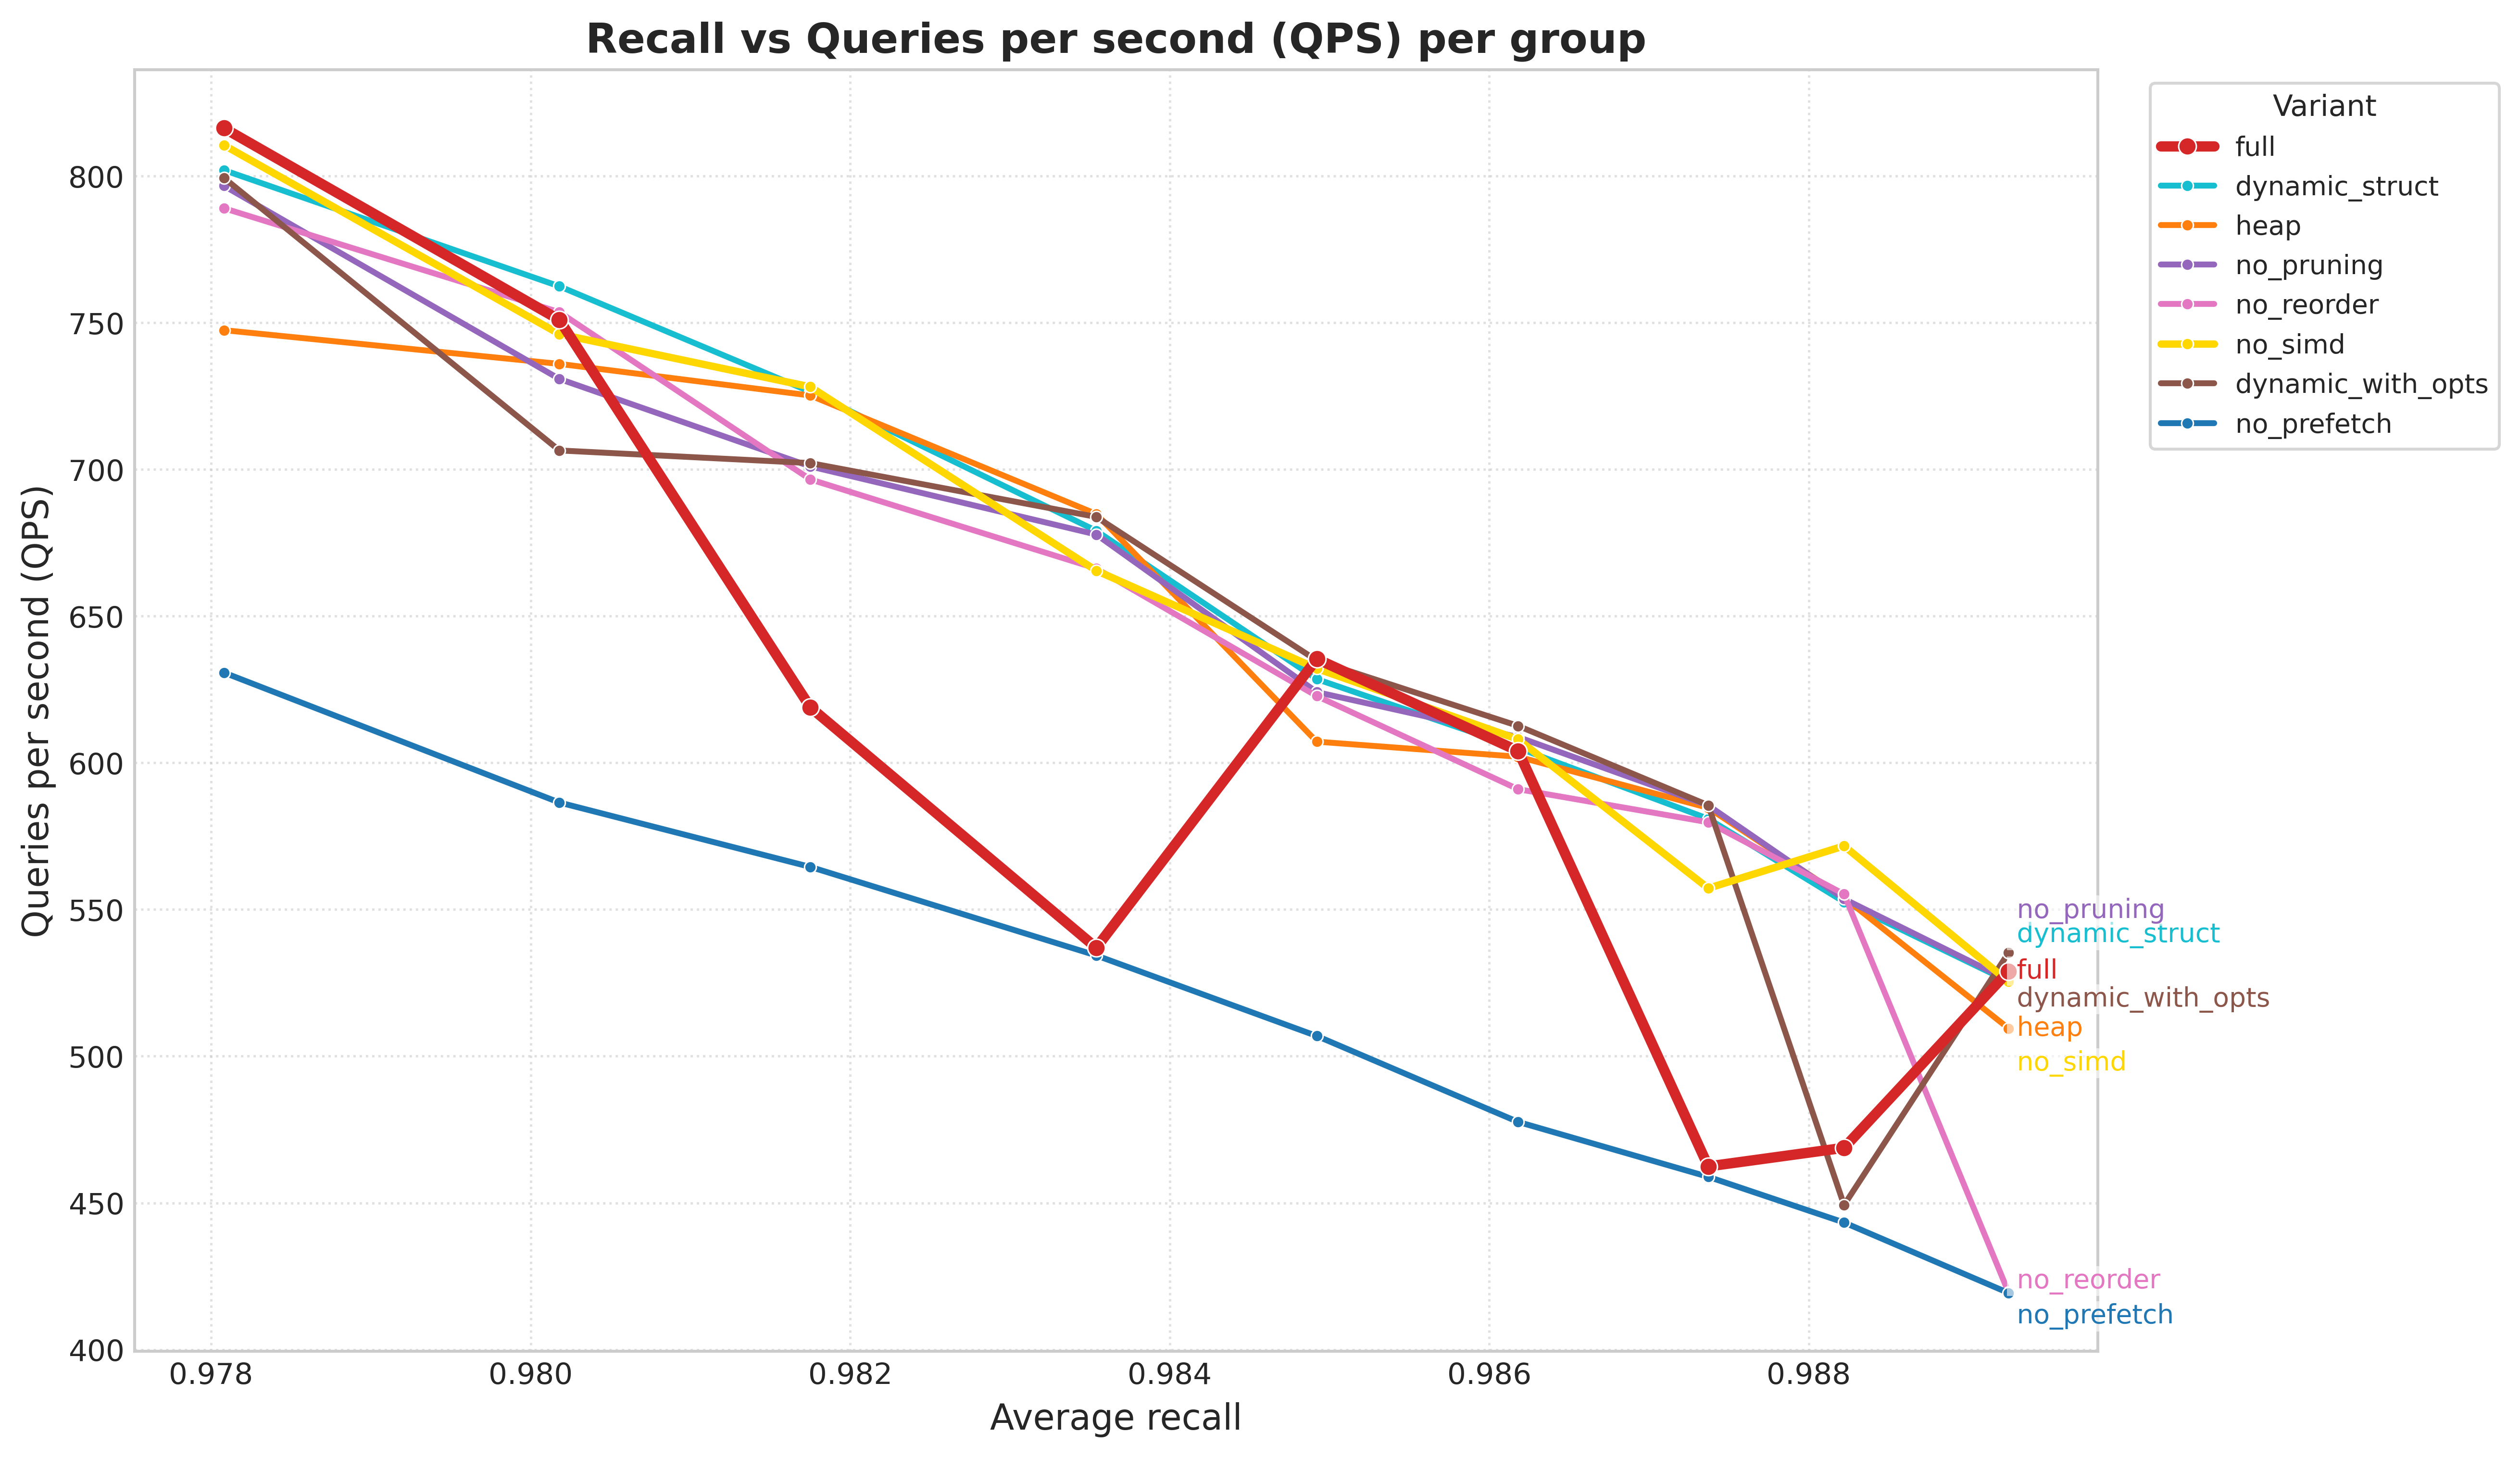 Recall vs Queries per second (QPS) per group
Queries per second (QPS)
800
750
700
650
600
550
500
450
400
0.978
0.980
0.982
0.984
0.986
0.988
Average recall
Variant
full
dynamic_struct
heap
no_pruning
no_reorder
no_simd
dynamic_with_opts
no_prefetch
no_pruning
dynamic_struct
full
dynamic_with_opts
heap
no_simd
no_reorder
no_prefetch